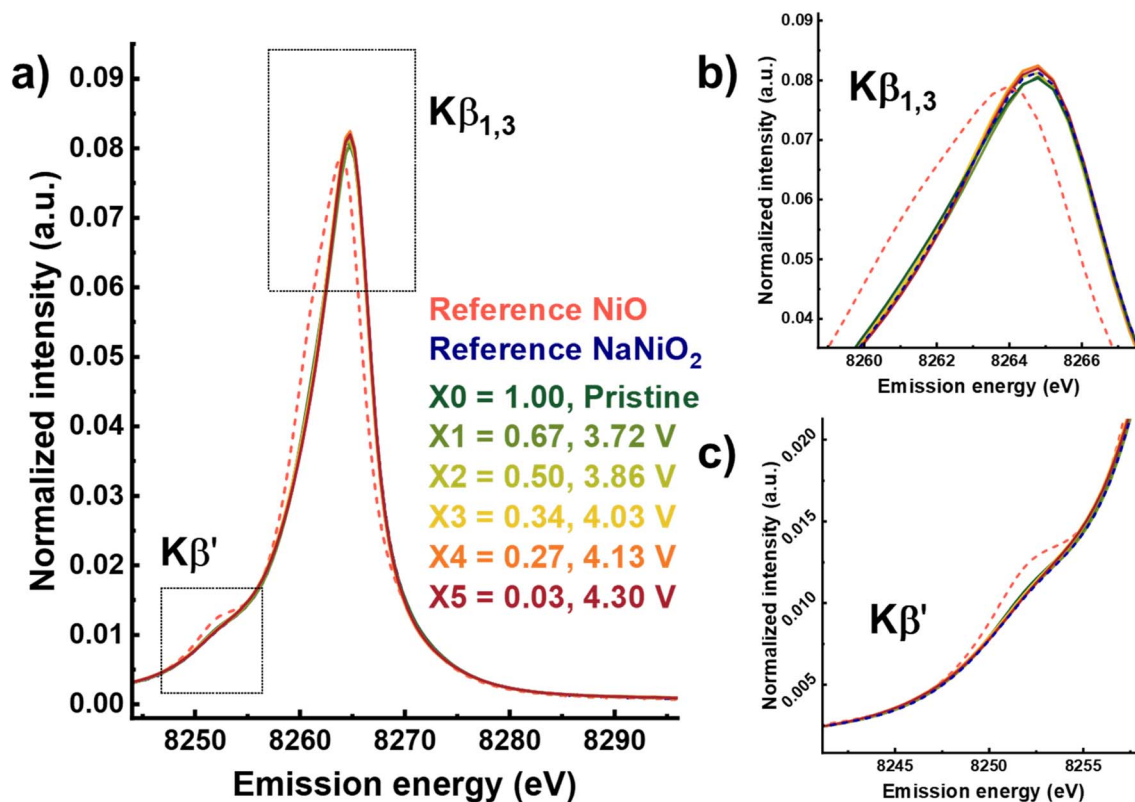 a)
Normalized intensity (a.u.)
0.09
0.08
0.07
0.06
0.05
0.04
0.03
0.02
0.01
0.00
Kβ1,3
Kβ'
Reference NiO
Reference NaNiO2
X0 = 1.00, Pristine
X1 = 0.67, 3.72 V
X2 = 0.50, 3.86 V
X3 = 0.34, 4.03 V
X4 = 0.27, 4.13 V
X5 = 0.03, 4.30 V
8250 8260 8270 8280 8290
Emission energy (eV)
b)
Kβ1,3
Normalized intensity (a.u.)
0.09
0.08
0.07
0.06
0.05
0.04
8260 8262 8264 8266
Emission energy (eV)
c)
Kβ'
Normalized intensity (a.u.)
0.020
0.015
0.010
0.005
8245 8250 8255
Emission energy (eV)